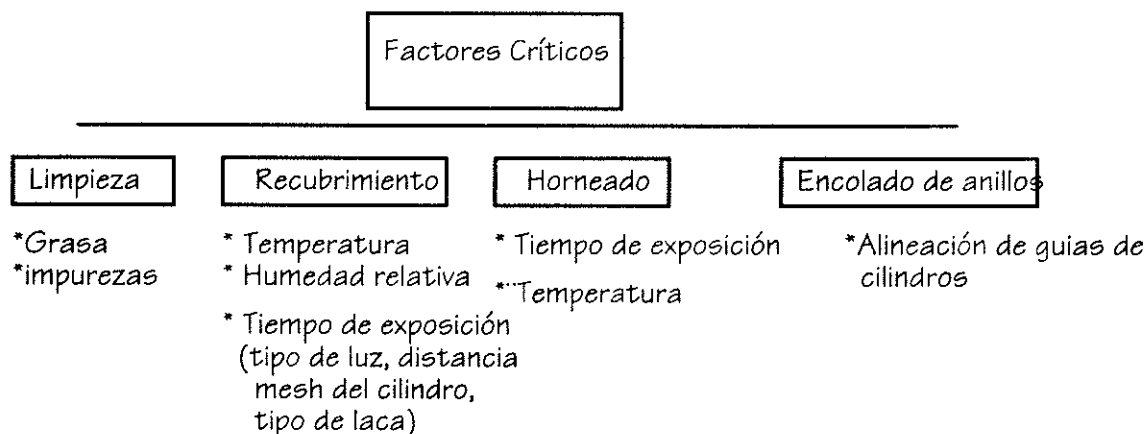 Factores Críticos
Limpieza
*Grasa
*impurezas
Recubrimiento
* Temperatura
* Humedad relativa
* Tiempo de exposición
(tipo de luz, distancia
mesh del cilindro,
tipo de laca)
Horneado
* Tiempo de exposición
* Temperatura
Encolado de anillos
*Alineación de guias de
cilindros